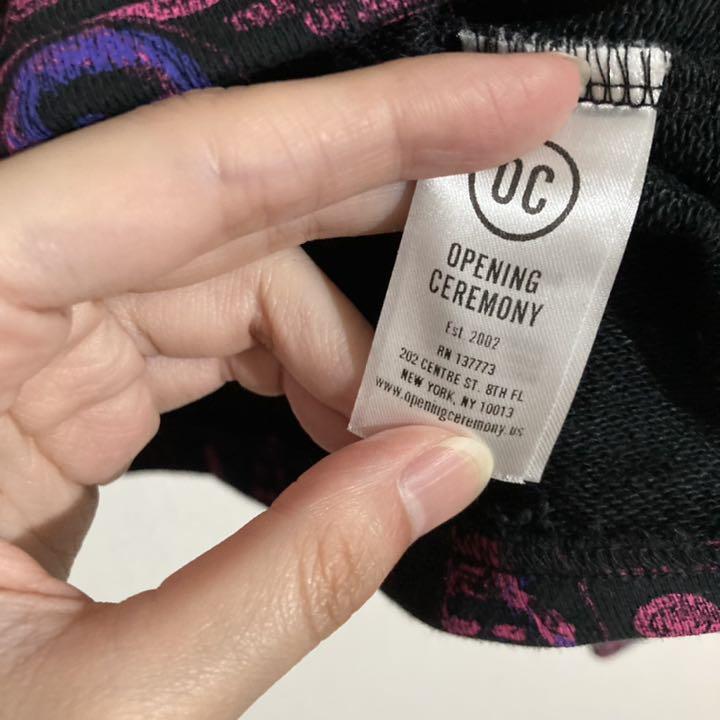 OC
OPENING
CEREMONY
Est. 2002
RN 137773
202 CENTRE ST. 8TH FL
NEW YORK, NY 10013
www.openingceremony.us